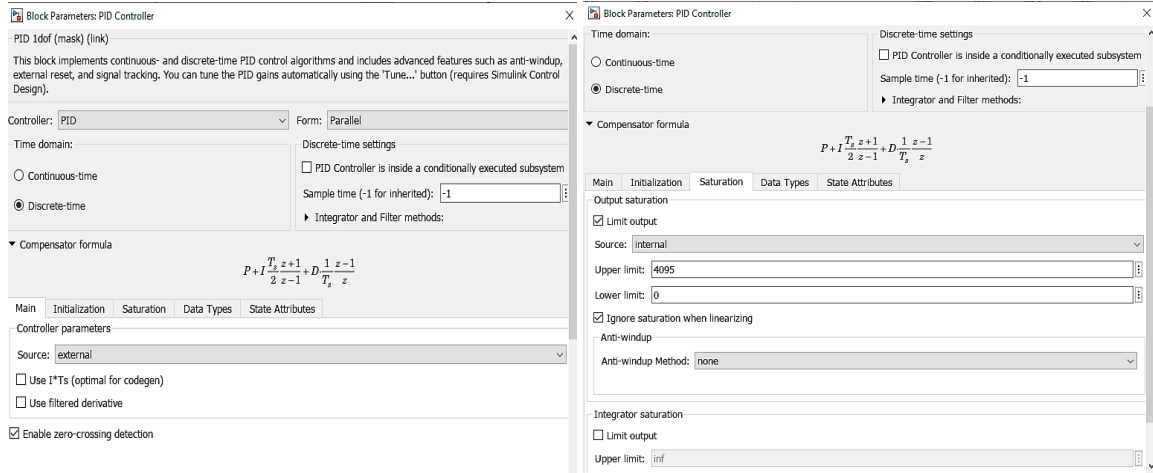 Block Parameters: PID Controller
PID 1dof (mask) (link)
This block implements continuous- and discrete-time PID control algorithms and includes advanced features such as anti-windup,
external reset, and signal tracking. You can tune the PID gains automatically using the 'Tune...' button (requires Simulink Control
Design).
Controller: PID Form: Parallel
Time domain: Discrete-time settings
Continuous-time PID Controller is inside a conditionally executed subsystem
Sample time (-1 for inherited): -1
Discrete-time
Integrator and Filter methods:
Compensator formula
P+I T_s/2 z+1/z−1 +D· 1/T_s z−1/z
Main Initialization Saturation Data Types State Attributes
Controller parameters
Source: external
Use I*Ts (optimal for codegen)
Use filtered derivative
Enable zero-crossing detection
Block Parameters: PID Controller
Time domain: Discrete-time settings
Continuous-time PID Controller is inside a conditionally executed subsystem
Sample time (-1 for inherited): -1
Discrete-time
Integrator and Filter methods:
Compensator formula
P+I T_s/2 z+1/z−1 +D· 1/T_s z−1/z
Main Initialization Saturation Data Types State Attributes
Output saturation
Limit output
Source: internal
Upper limit: 4095
Lower limit: 0
Ignore saturation when linearizing
Anti-windup
Anti-windup Method: none
Integrator saturation
Limit output
Upper limit: inf